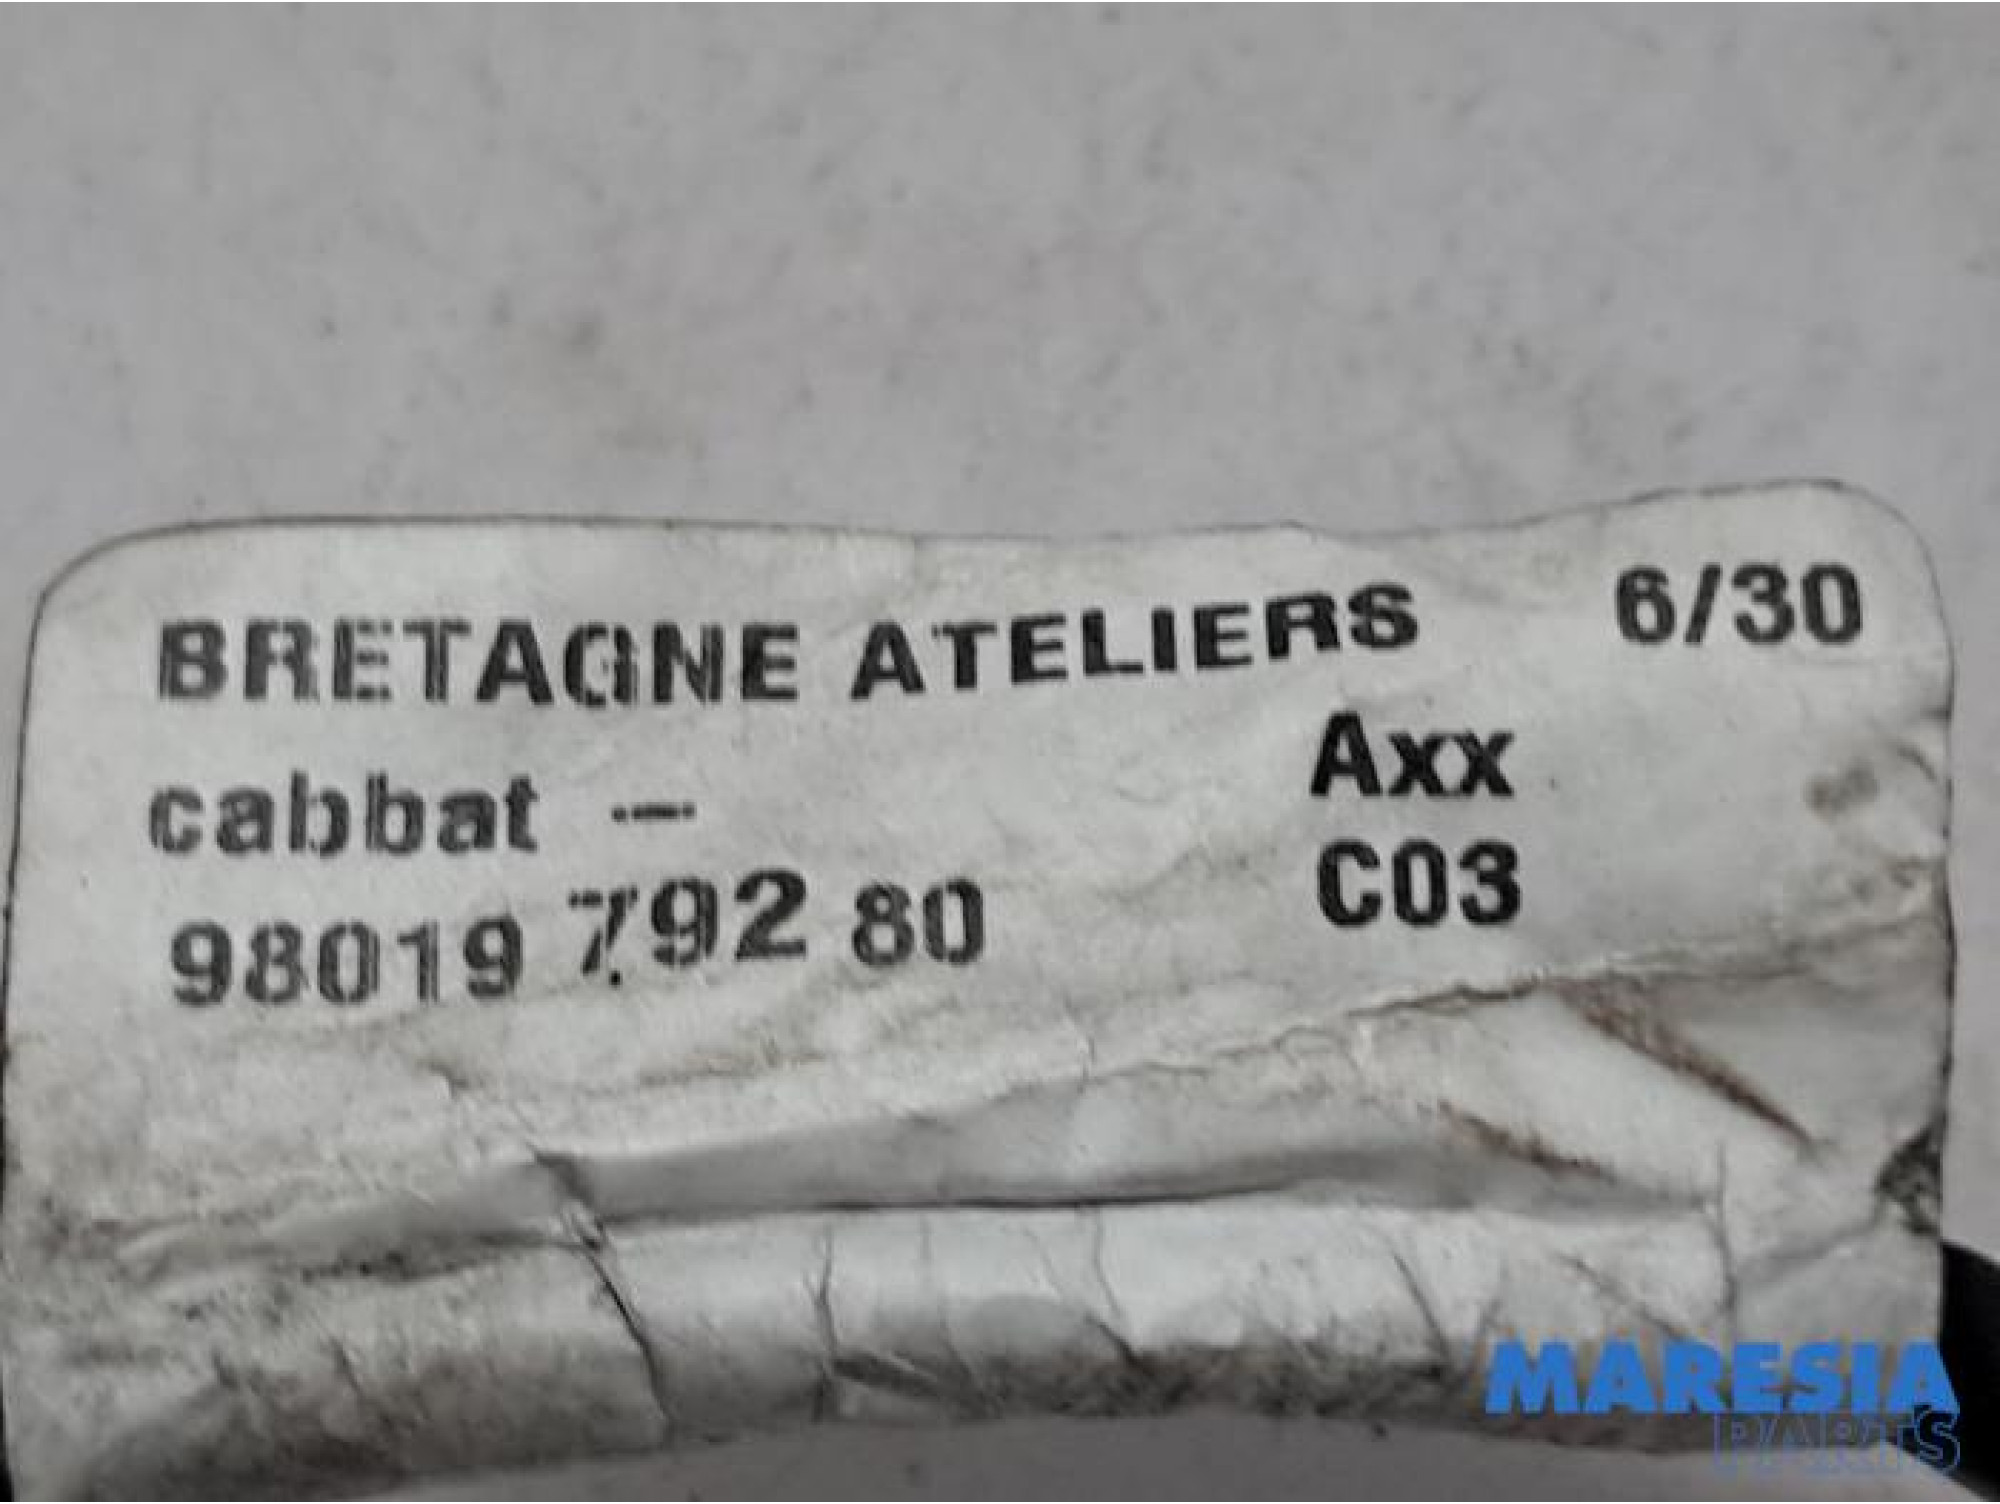 BRETAGNE ATELIERS 6/30
cabbat -- Axx
98019 792 80 C03
MARESIA
PARTS